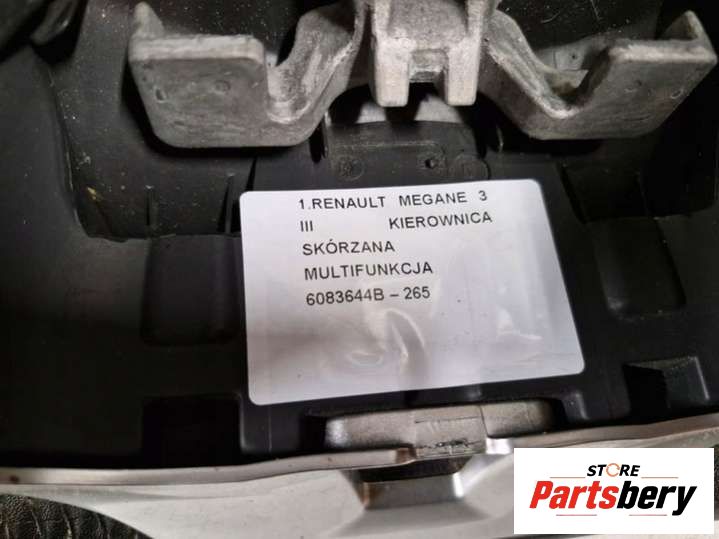 1.RENAULT MEGANE 3
III KIEROWNICA
SKÓRZANA
MULTIFUNKCJA
6083644B – 265
STORE
Partsbery